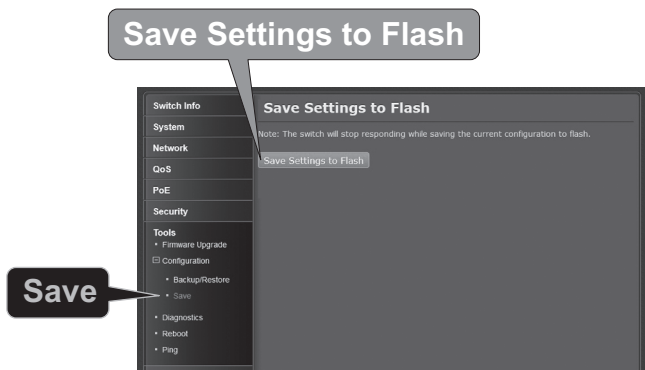 Save Settings to Flash
Switch Info
System
Network
QoS
PoE
Security
Tools
Firmware Upgrade
Configuration
Backup/Restore
Save
Diagnostics
Reboot
Ping
Save Settings to Flash
Note: The switch will stop responding while saving the current configuration to flash.
Save Settings to Flash
Save